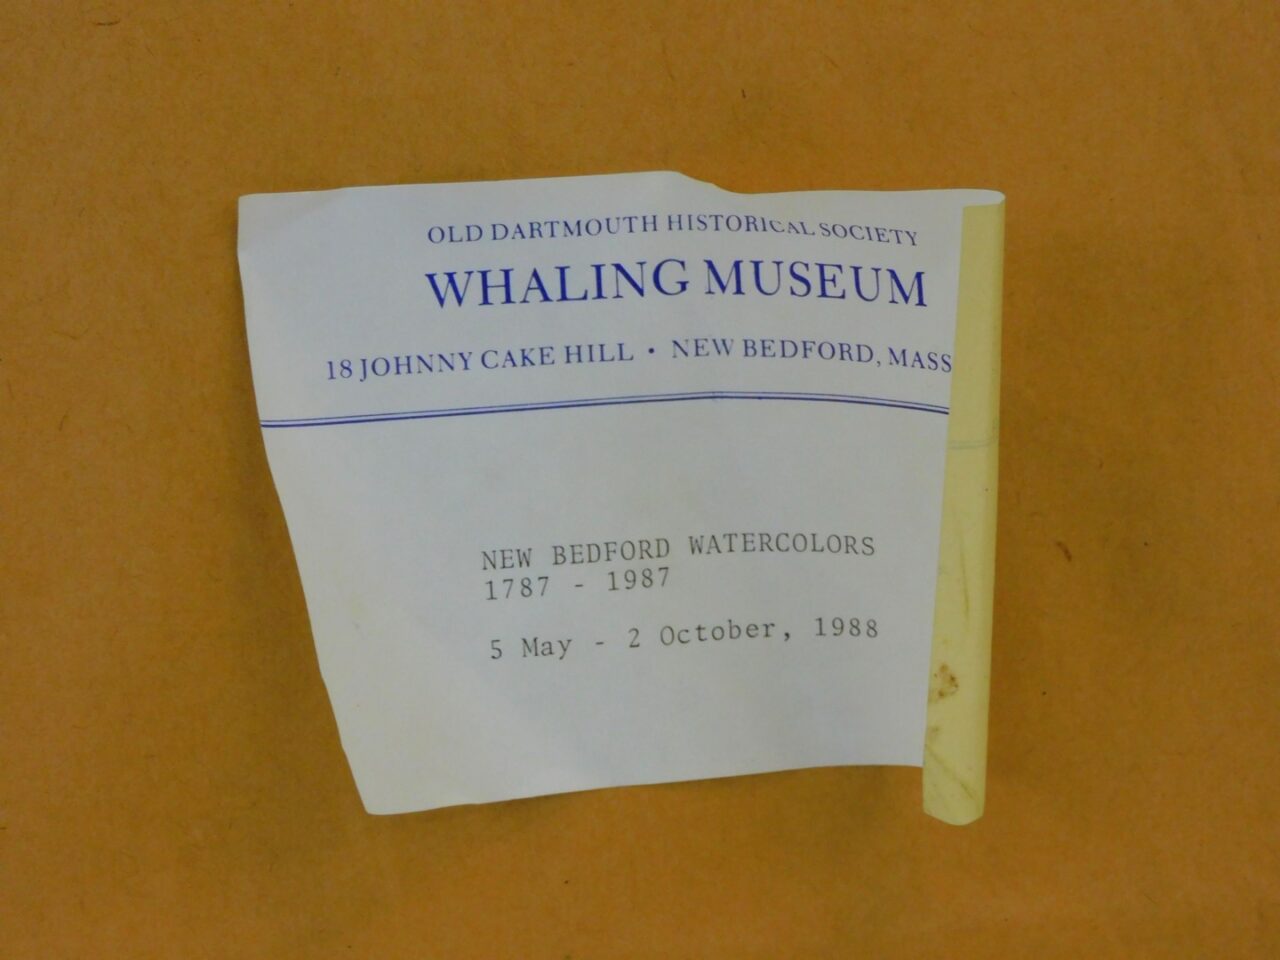 OLD DARTMOUTH HISTORICAL SOCIETY
WHALING MUSEUM
18 JOHNNY CAKE HILL • NEW BEDFORD, MASS
NEW BEDFORD WATERCOLORS
1787 - 1987
5 May - 2 October, 1988